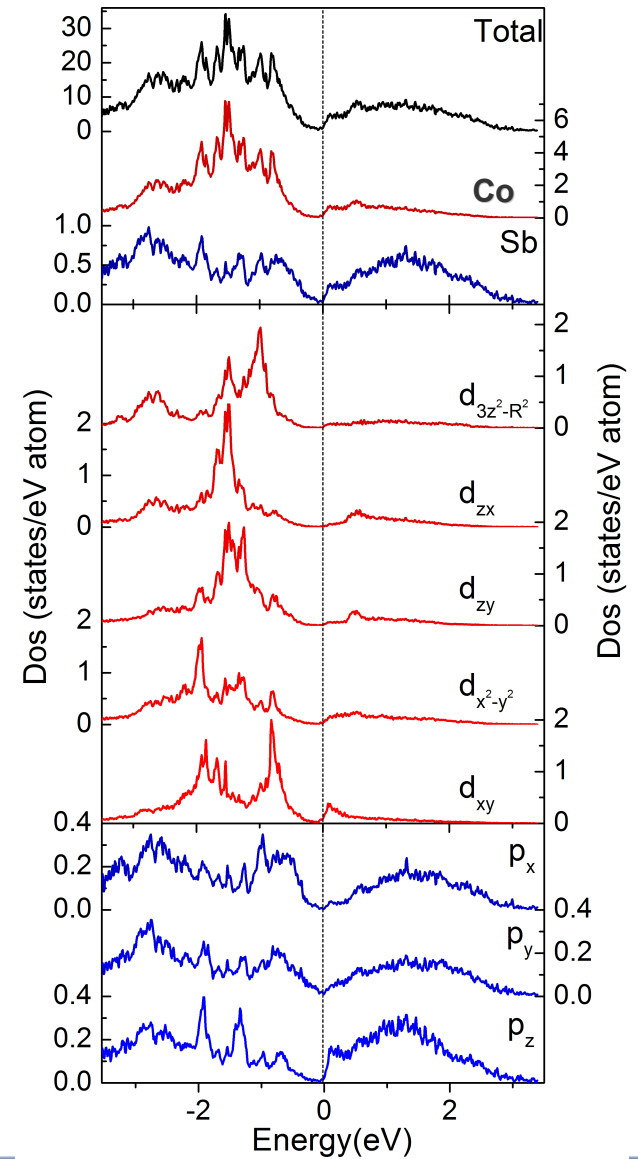 30
Total
20
10
0
6
4
2
Co
0
1.0
Sb
0.5
0.0
2
1
d3z²-R²
0
2
1
dzx
0
2
1
dzy
0
2
1
dx²-y²
0
2
1
dxy
0
0.4
px
0.2
0.0
0.4
py
0.2
0.0
0.4
pz
0.2
0.0
-2
0
2
Energy(eV)
Dos (states/eV atom)
Dos (states/eV atom)